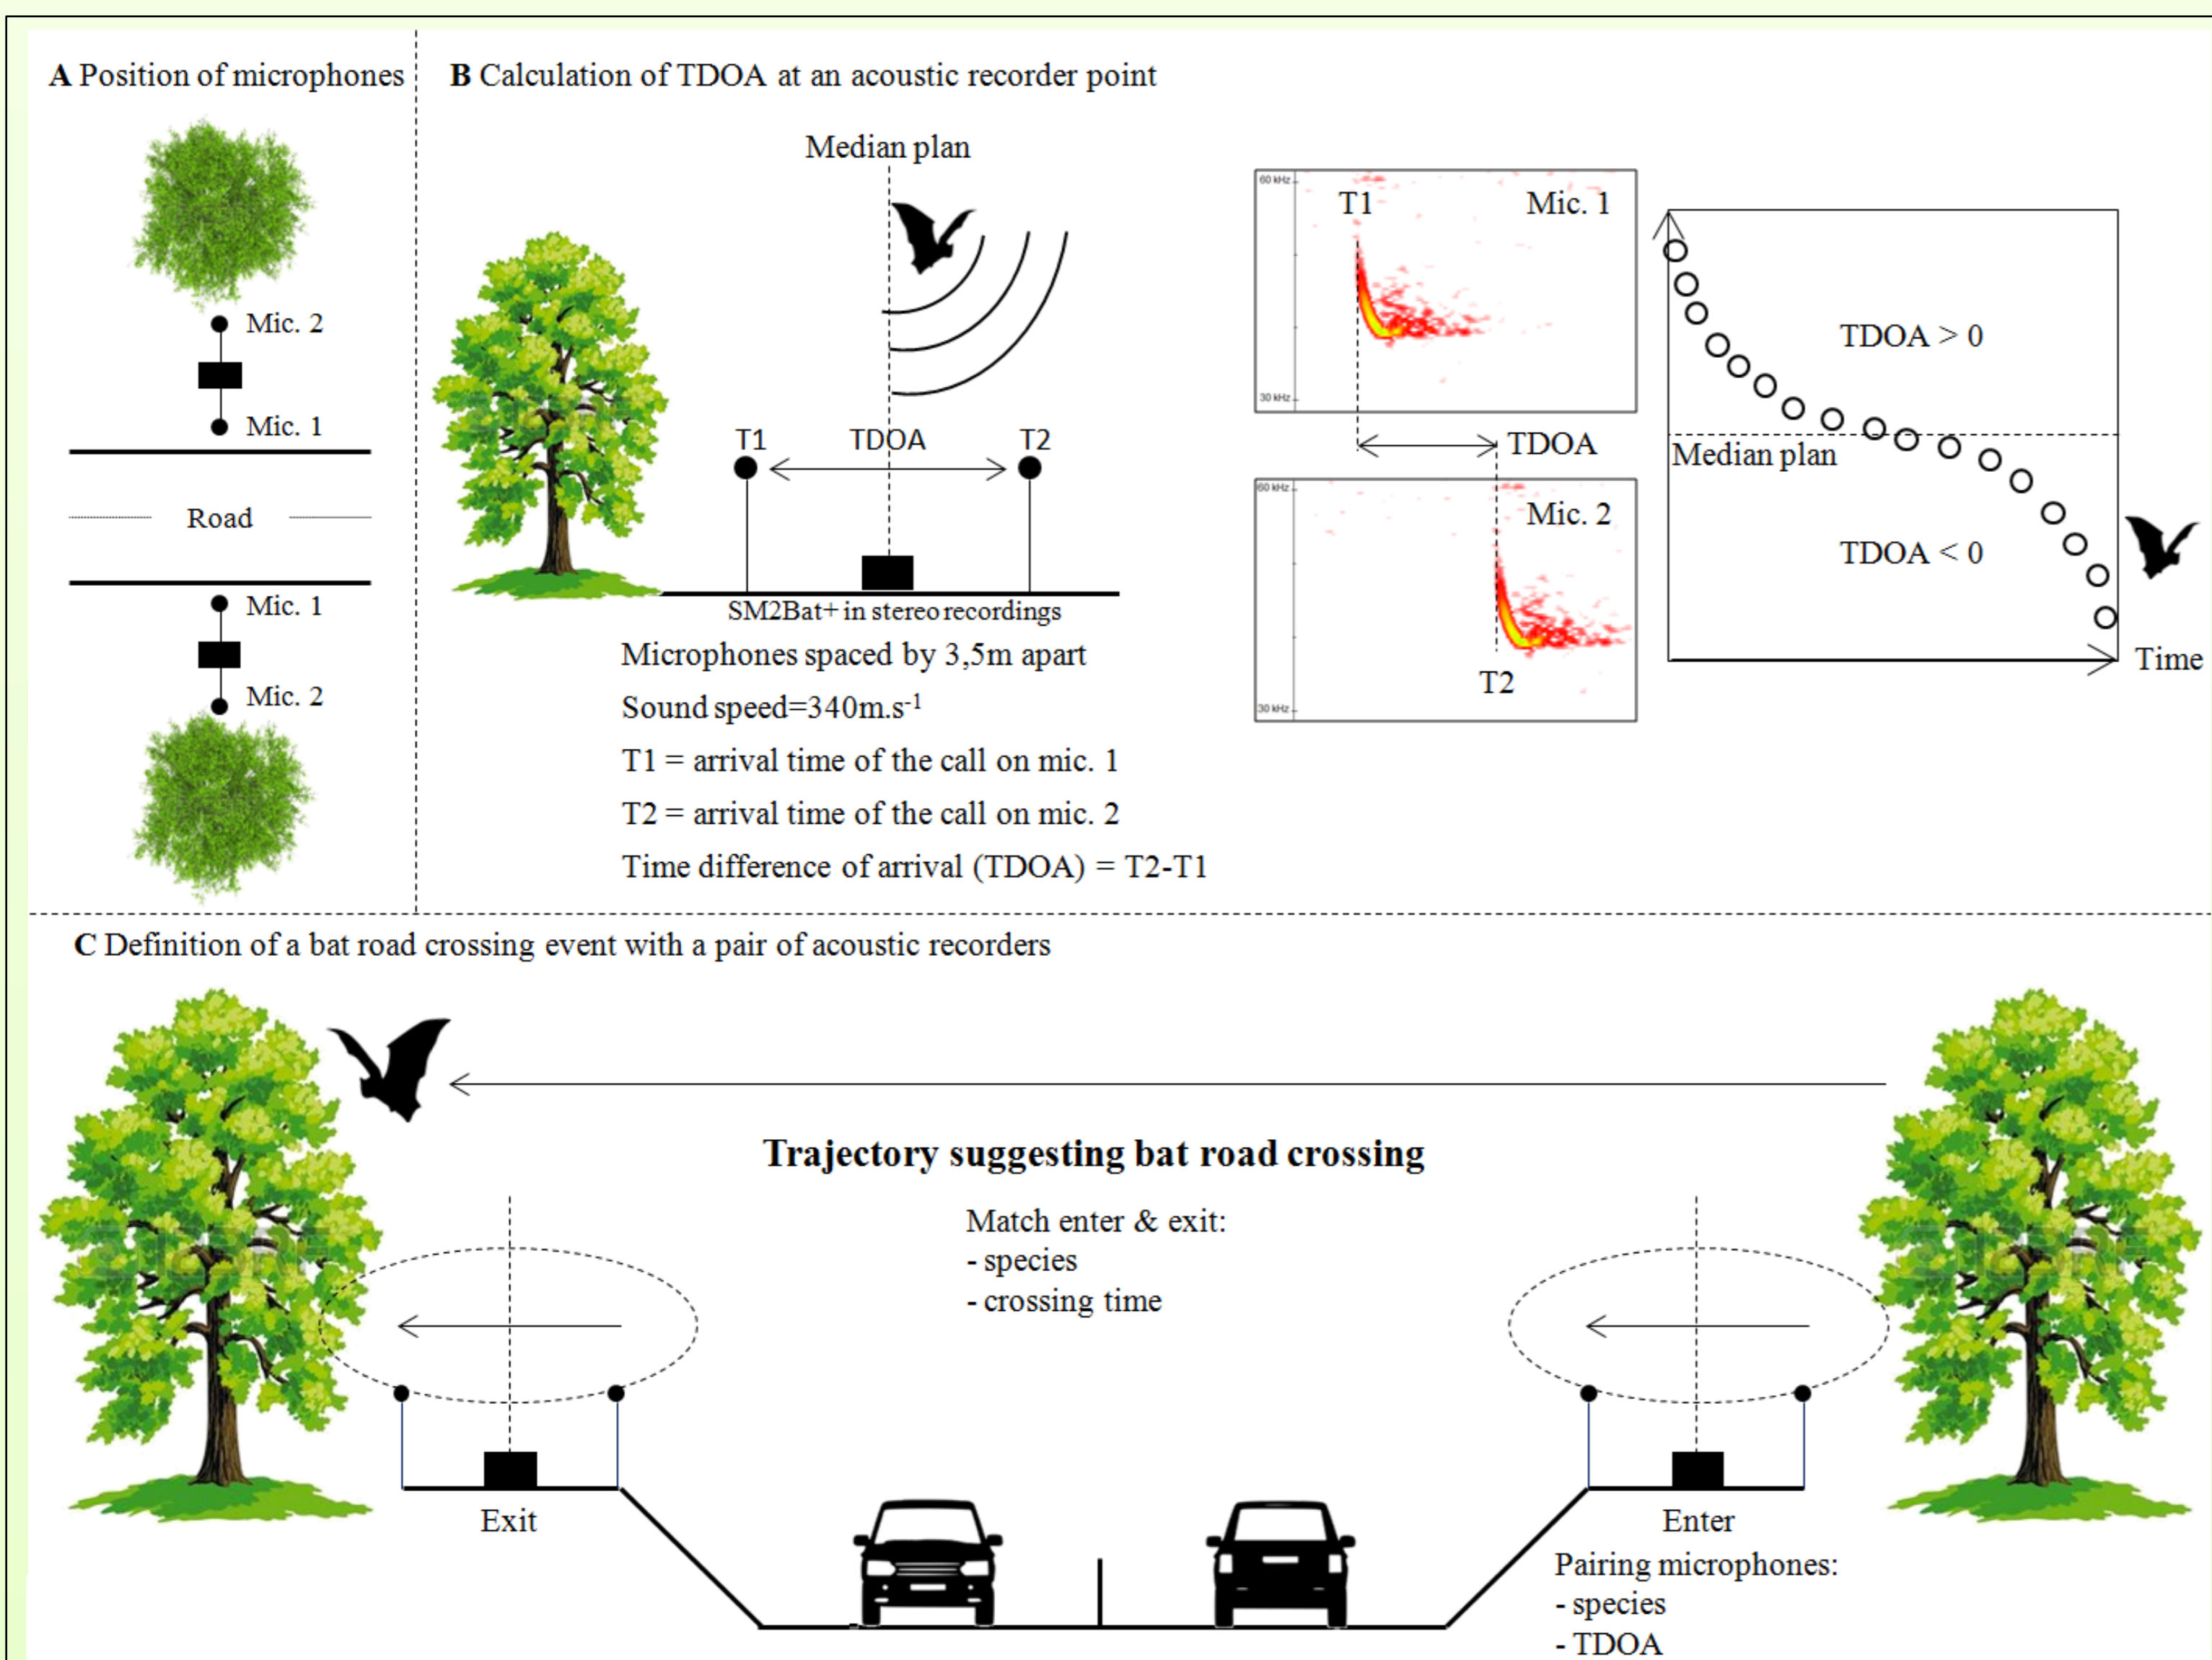 A Position of microphones
Mic. 2
Mic. 1
Road
Mic. 1
Mic. 2
B Calculation of TDOA at an acoustic recorder point
Median plan
T1
TDOA
T2
SM2Bat+ in stereo recordings
Microphones spaced by 3,5m apart
Sound speed=340m.s-1
T1 = arrival time of the call on mic. 1
T2 = arrival time of the call on mic. 2
Time difference of arrival (TDOA) = T2-T1
60 kHz
T1
Mic. 1
30 kHz
TDOA
60 kHz
Mic. 2
30 kHz
T2
TDOA > 0
Median plan
TDOA < 0
Time
C Definition of a bat road crossing event with a pair of acoustic recorders
Trajectory suggesting bat road crossing
Match enter & exit:
- species
- crossing time
Exit
Enter
Pairing microphones:
- species
- TDOA